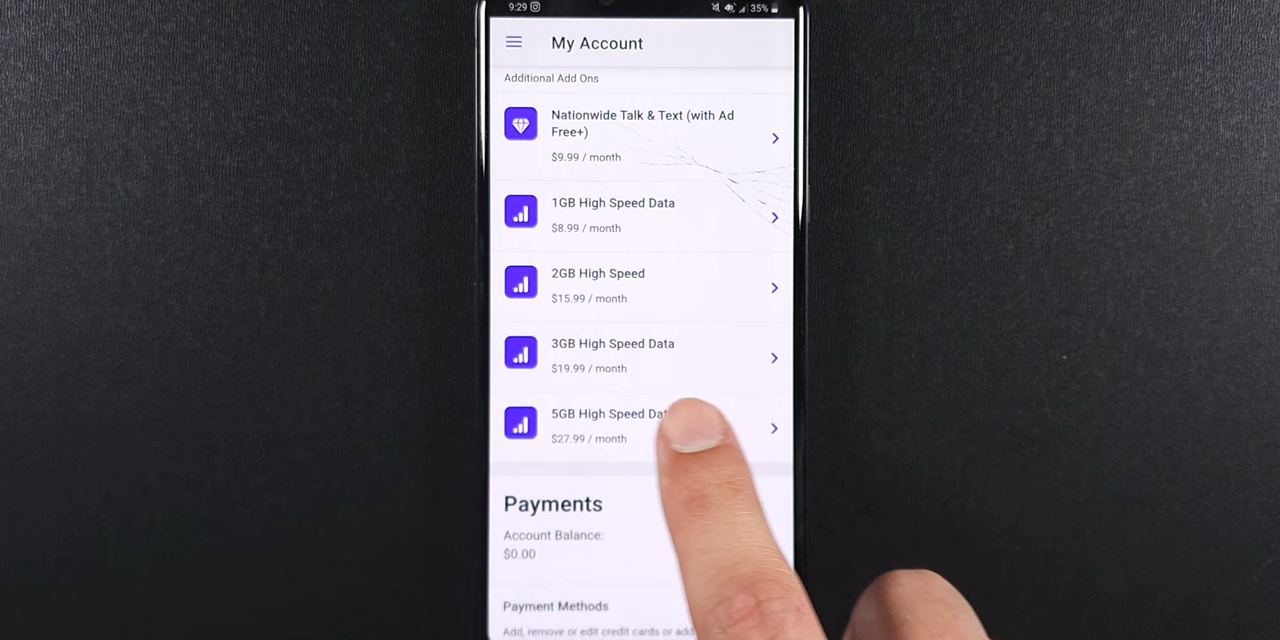 9:29 35%
My Account
Additional Add Ons
Nationwide Talk & Text (with Ad
Free+)
$9.99 / month
1GB High Speed Data
$8.99 / month
2GB High Speed
$15.99 / month
3GB High Speed Data
$19.99 / month
5GB High Speed
$27.99 / month
Payments
Account Balance:
$0.00
Payment Methods
Add, remove or edit credit cards or add